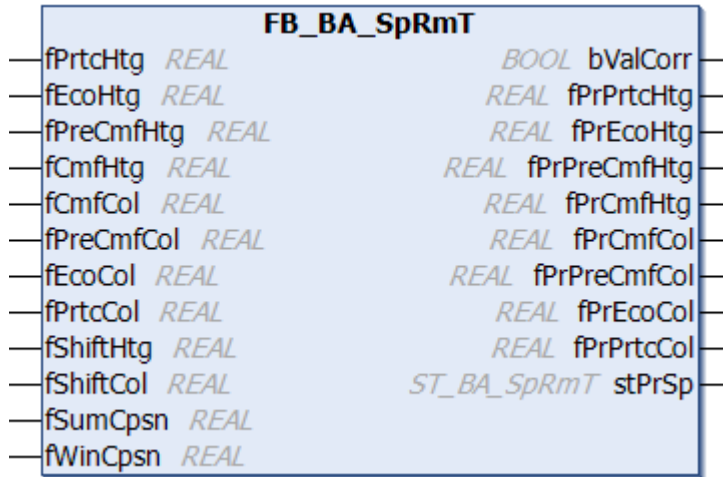 FB_BA_SpRmT
fPrtcHtg REAL BOOL bValCorr
fEcoHtg REAL REAL fPrPrtcHtg
fPreCmfHtg REAL REAL fPrEcoHtg
fCmfHtg REAL REAL fPrPreCmfHtg
fCmfCol REAL REAL fPrCmfHtg
fPreCmfCol REAL REAL fPrCmfCol
fEcoCol REAL REAL fPrPreCmfCol
fPrtcCol REAL REAL fPrEcoCol
fShiftHtg REAL REAL fPrPrtcCol
fShiftCol REAL ST_BA_SpRmT stPrSp
fSumCpsn REAL
fWinCpsn REAL